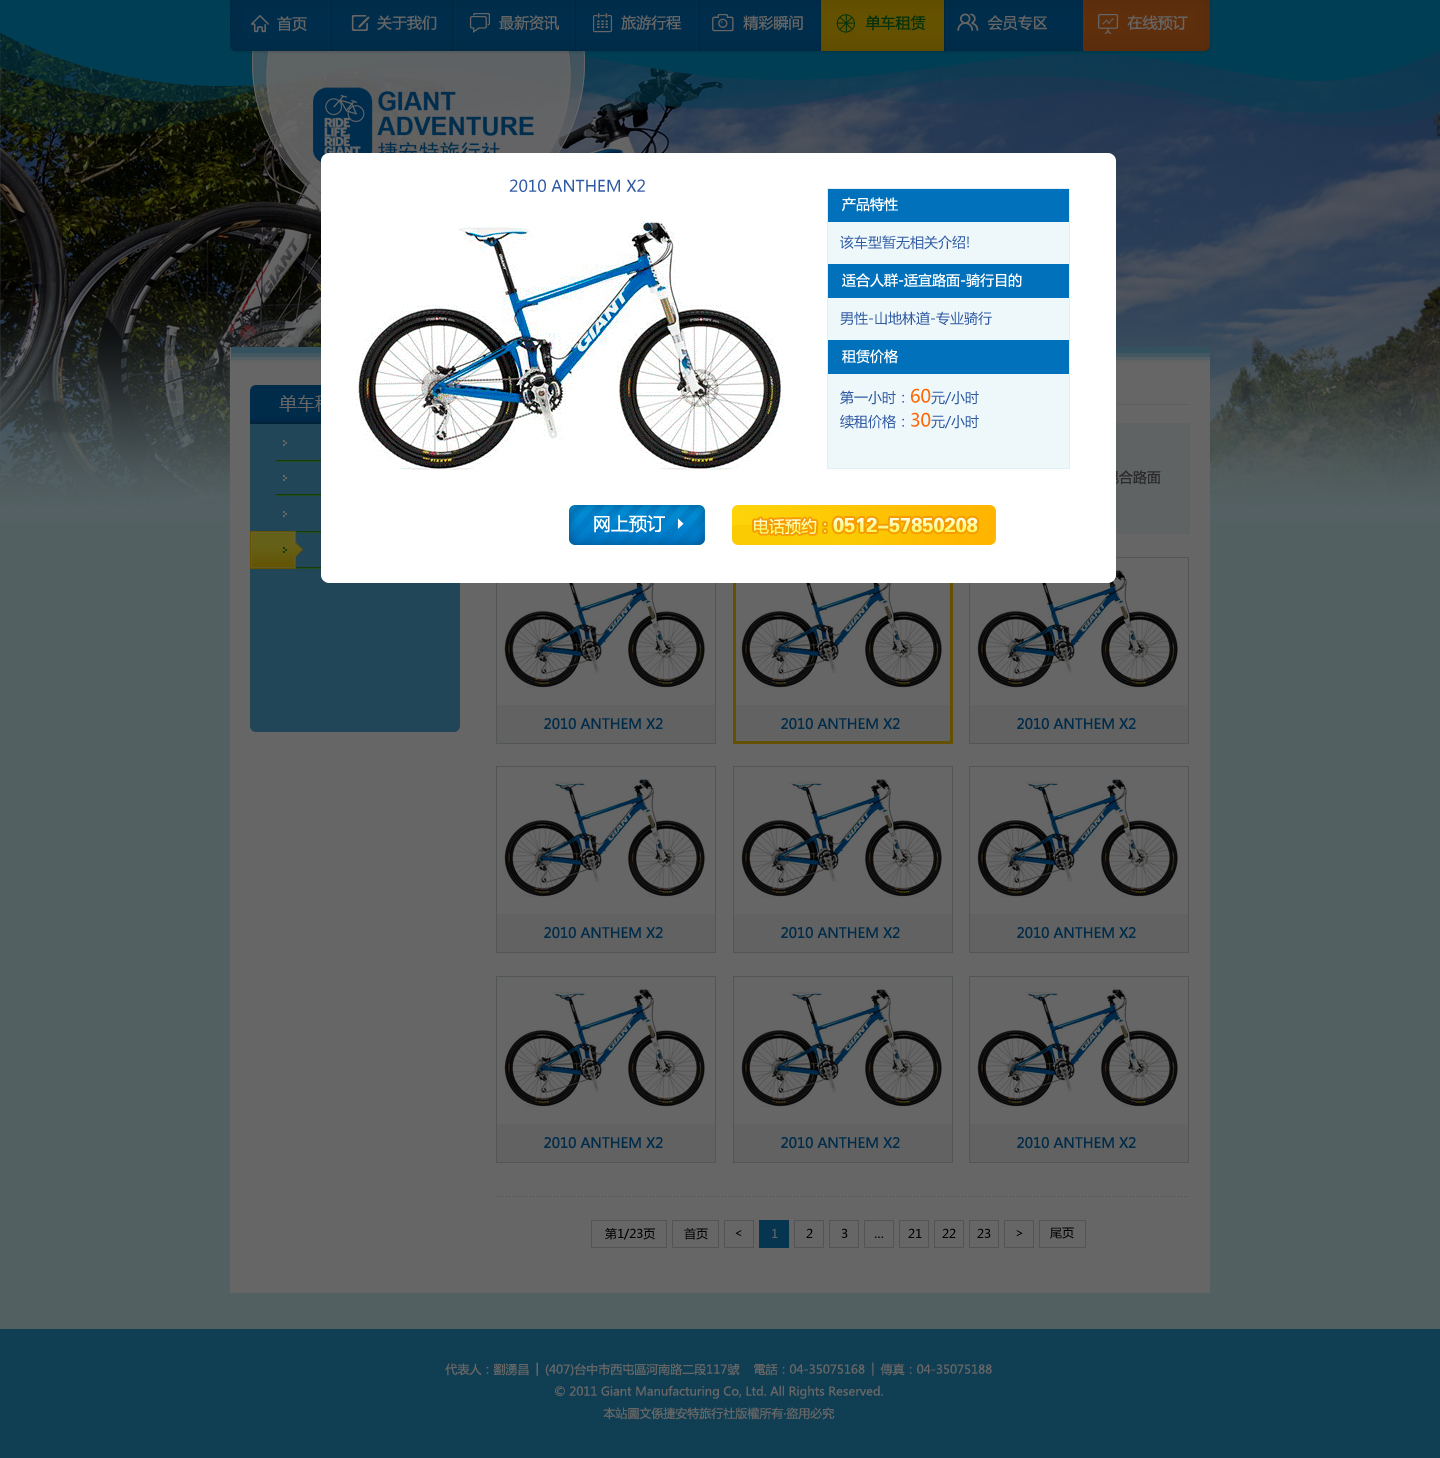 首页
关于我们
最新资讯
旅游行程
精彩瞬间
单车租赁
会员专区
在线预订
RIDE
LIFE
RIDE
GIANT
GIANT
ADVENTURE
捷安特旅行社
2010 ANTHEM X2
GIANT
产品特性
该车型暂无相关介绍!
适合人群-适宜路面-骑行目的
男性-山地林道-专业骑行
租赁价格
第一小时：60元/小时
续租价格：30元/小时
网上预订
电话预约：0512-57850208
单车租
合路面
2010 ANTHEM X2
2010 ANTHEM X2
2010 ANTHEM X2
2010 ANTHEM X2
2010 ANTHEM X2
2010 ANTHEM X2
2010 ANTHEM X2
2010 ANTHEM X2
2010 ANTHEM X2
第1/23页 首页 < 1 2 3 ... 21 22 23 > 尾页
代表人：劉湧昌 | (407)台中市西屯區河南路二段117號 電話：04-35075168 | 傳真：04-35075188
© 2011 Giant Manufacturing Co, Ltd. All Rights Reserved.
本站圖文係捷安特旅行社版權所有·盜用必究